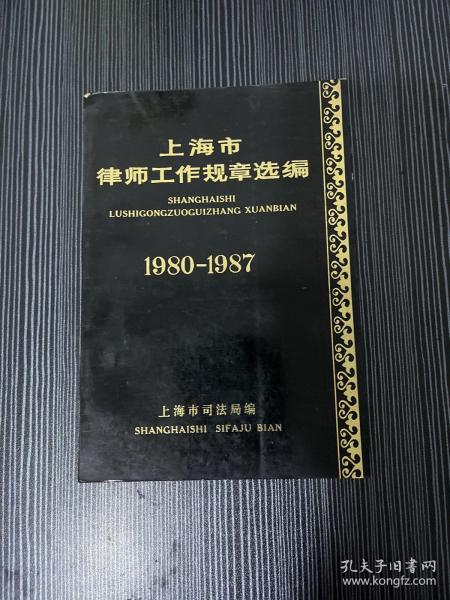 上海市
律师工作规章选编
SHANGHAISHI
LUSHIGONGZUOGUIZHANG XUANBIAN
1980-1987
上海市司法局编
SHANGHAISHI SIFAJU BIAN
孔夫子旧书网
www.kongfz.com